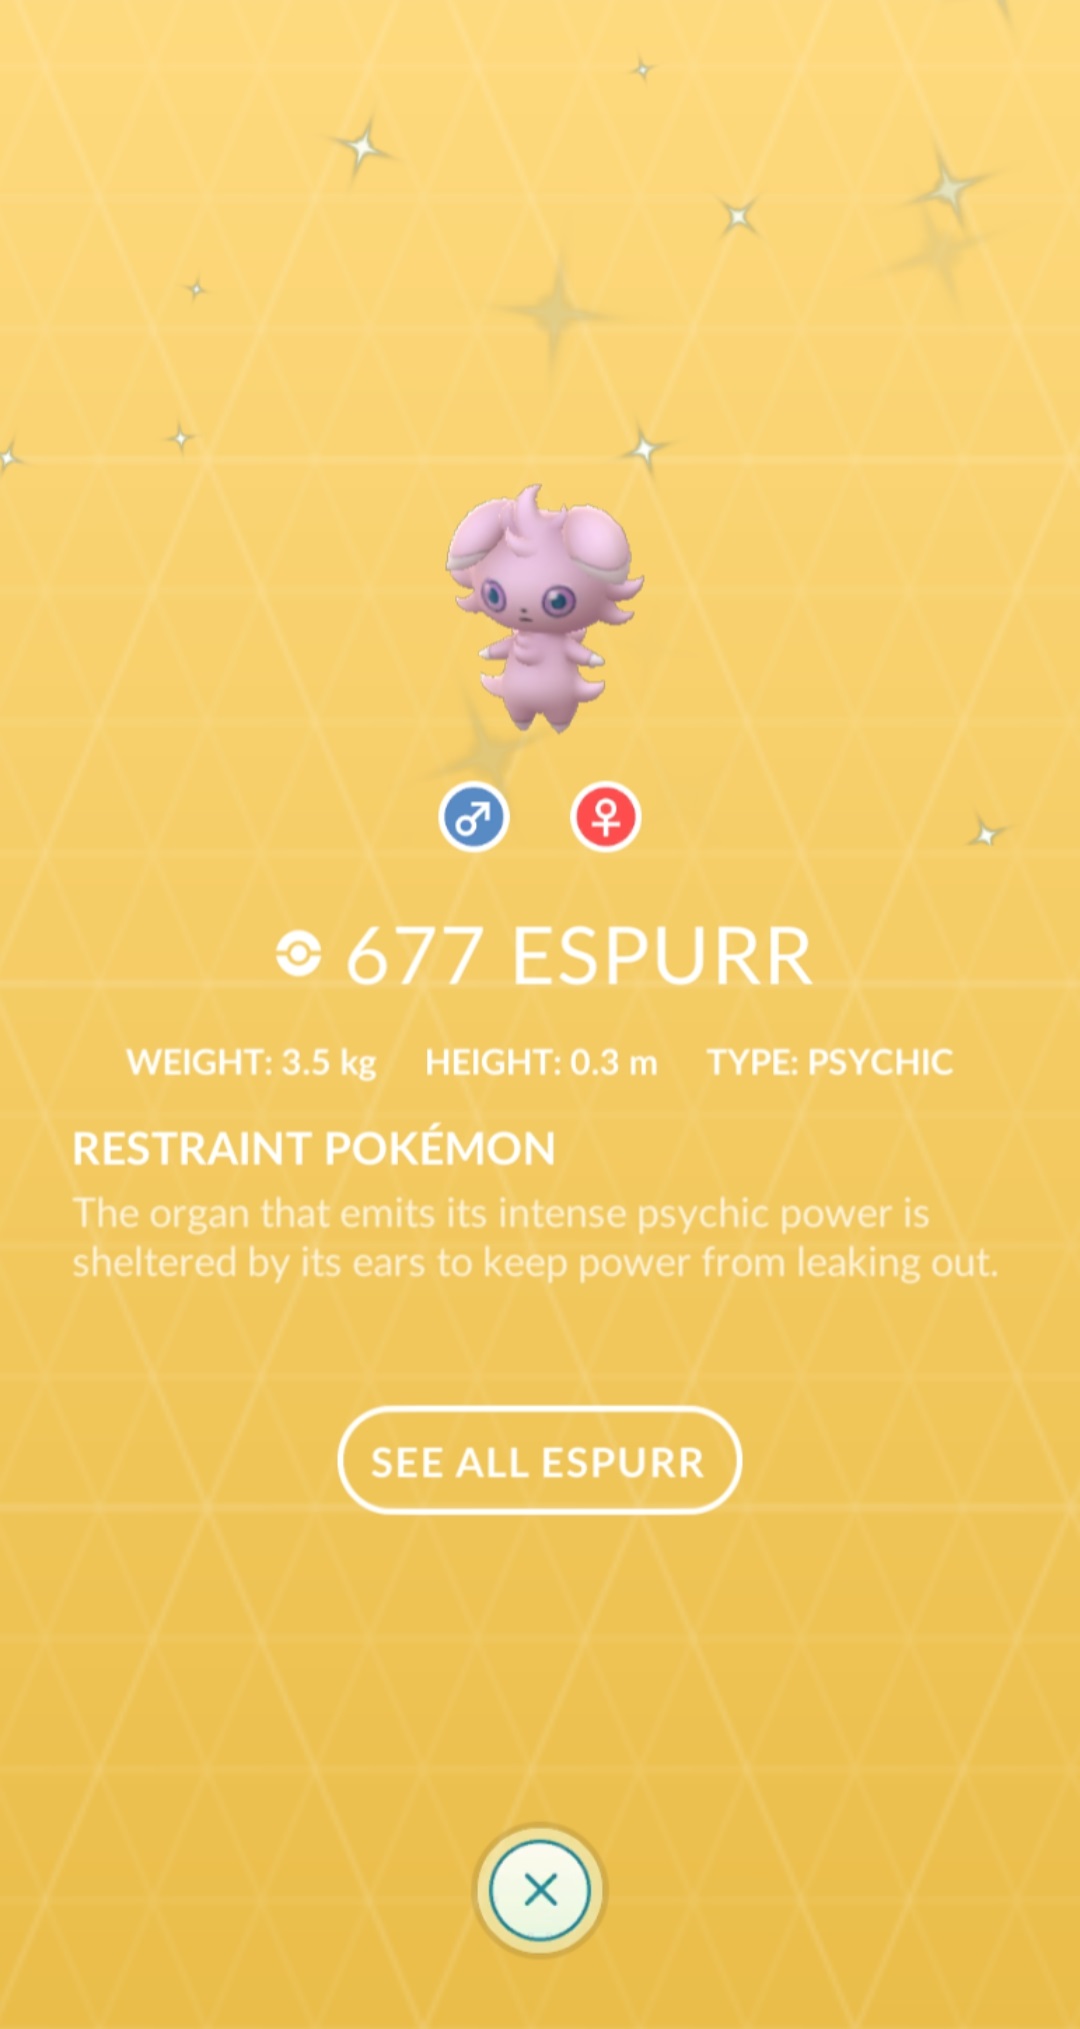 677 ESPURR
WEIGHT: 3.5 kg HEIGHT: 0.3 m TYPE: PSYCHIC
RESTRAINT POKÉMON
The organ that emits its intense psychic power is
sheltered by its ears to keep power from leaking out.
SEE ALL ESPURR